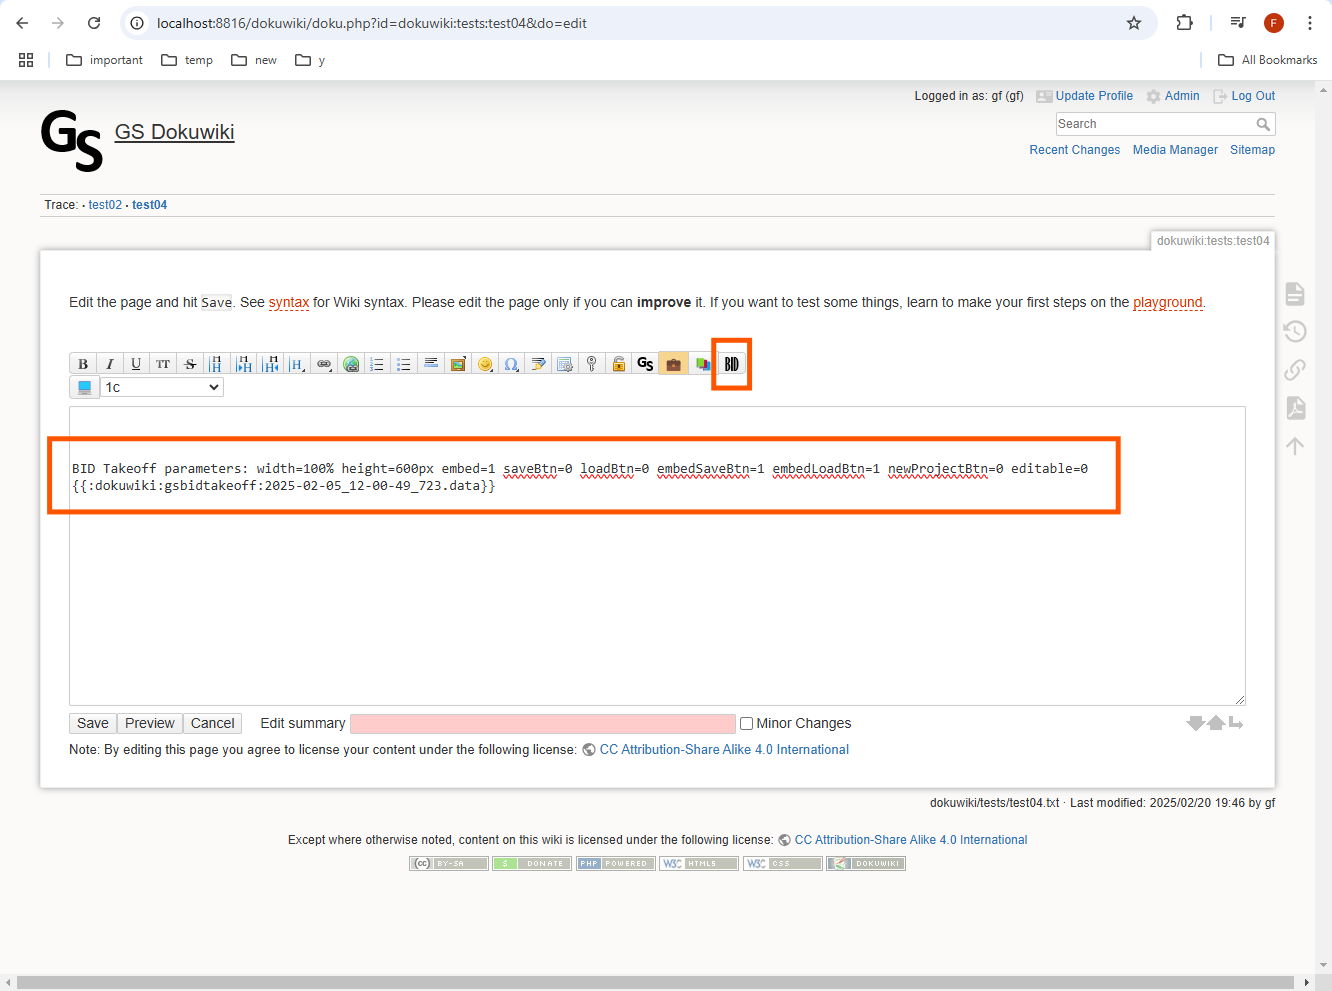 localhost:8816/dokuwiki/doku.php?id=dokuwiki:tests:test04&do=edit
F
important temp new y All Bookmarks
Logged in as: gf (gf) Update Profile Admin Log Out
GS GS Dokuwiki
Search
Recent Changes Media Manager Sitemap
Trace: • test02 • test04
dokuwiki:tests:test04
Edit the page and hit Save. See syntax for Wiki syntax. Please edit the page only if you can improve it. If you want to test some things, learn to make your first steps on the playground.
B I U TT S H H H H GS BID
1c
BID Takeoff parameters: width=100% height=600px embed=1 saveBtn=0 loadBtn=0 embedSaveBtn=1 embedLoadBtn=1 newProjectBtn=0 editable=0
{{:dokuwiki:gsbidtakeoff:2025-02-05_12-00-49_723.data}}
Save Preview Cancel Edit summary Minor Changes
Note: By editing this page you agree to license your content under the following license: CC Attribution-Share Alike 4.0 International
dokuwiki/tests/test04.txt · Last modified: 2025/02/20 19:46 by gf
Except where otherwise noted, content on this wiki is licensed under the following license: CC Attribution-Share Alike 4.0 International
CC BY-SA $ DONATE PHP POWERED W3C HTML5 W3C CSS DOKUWIKI